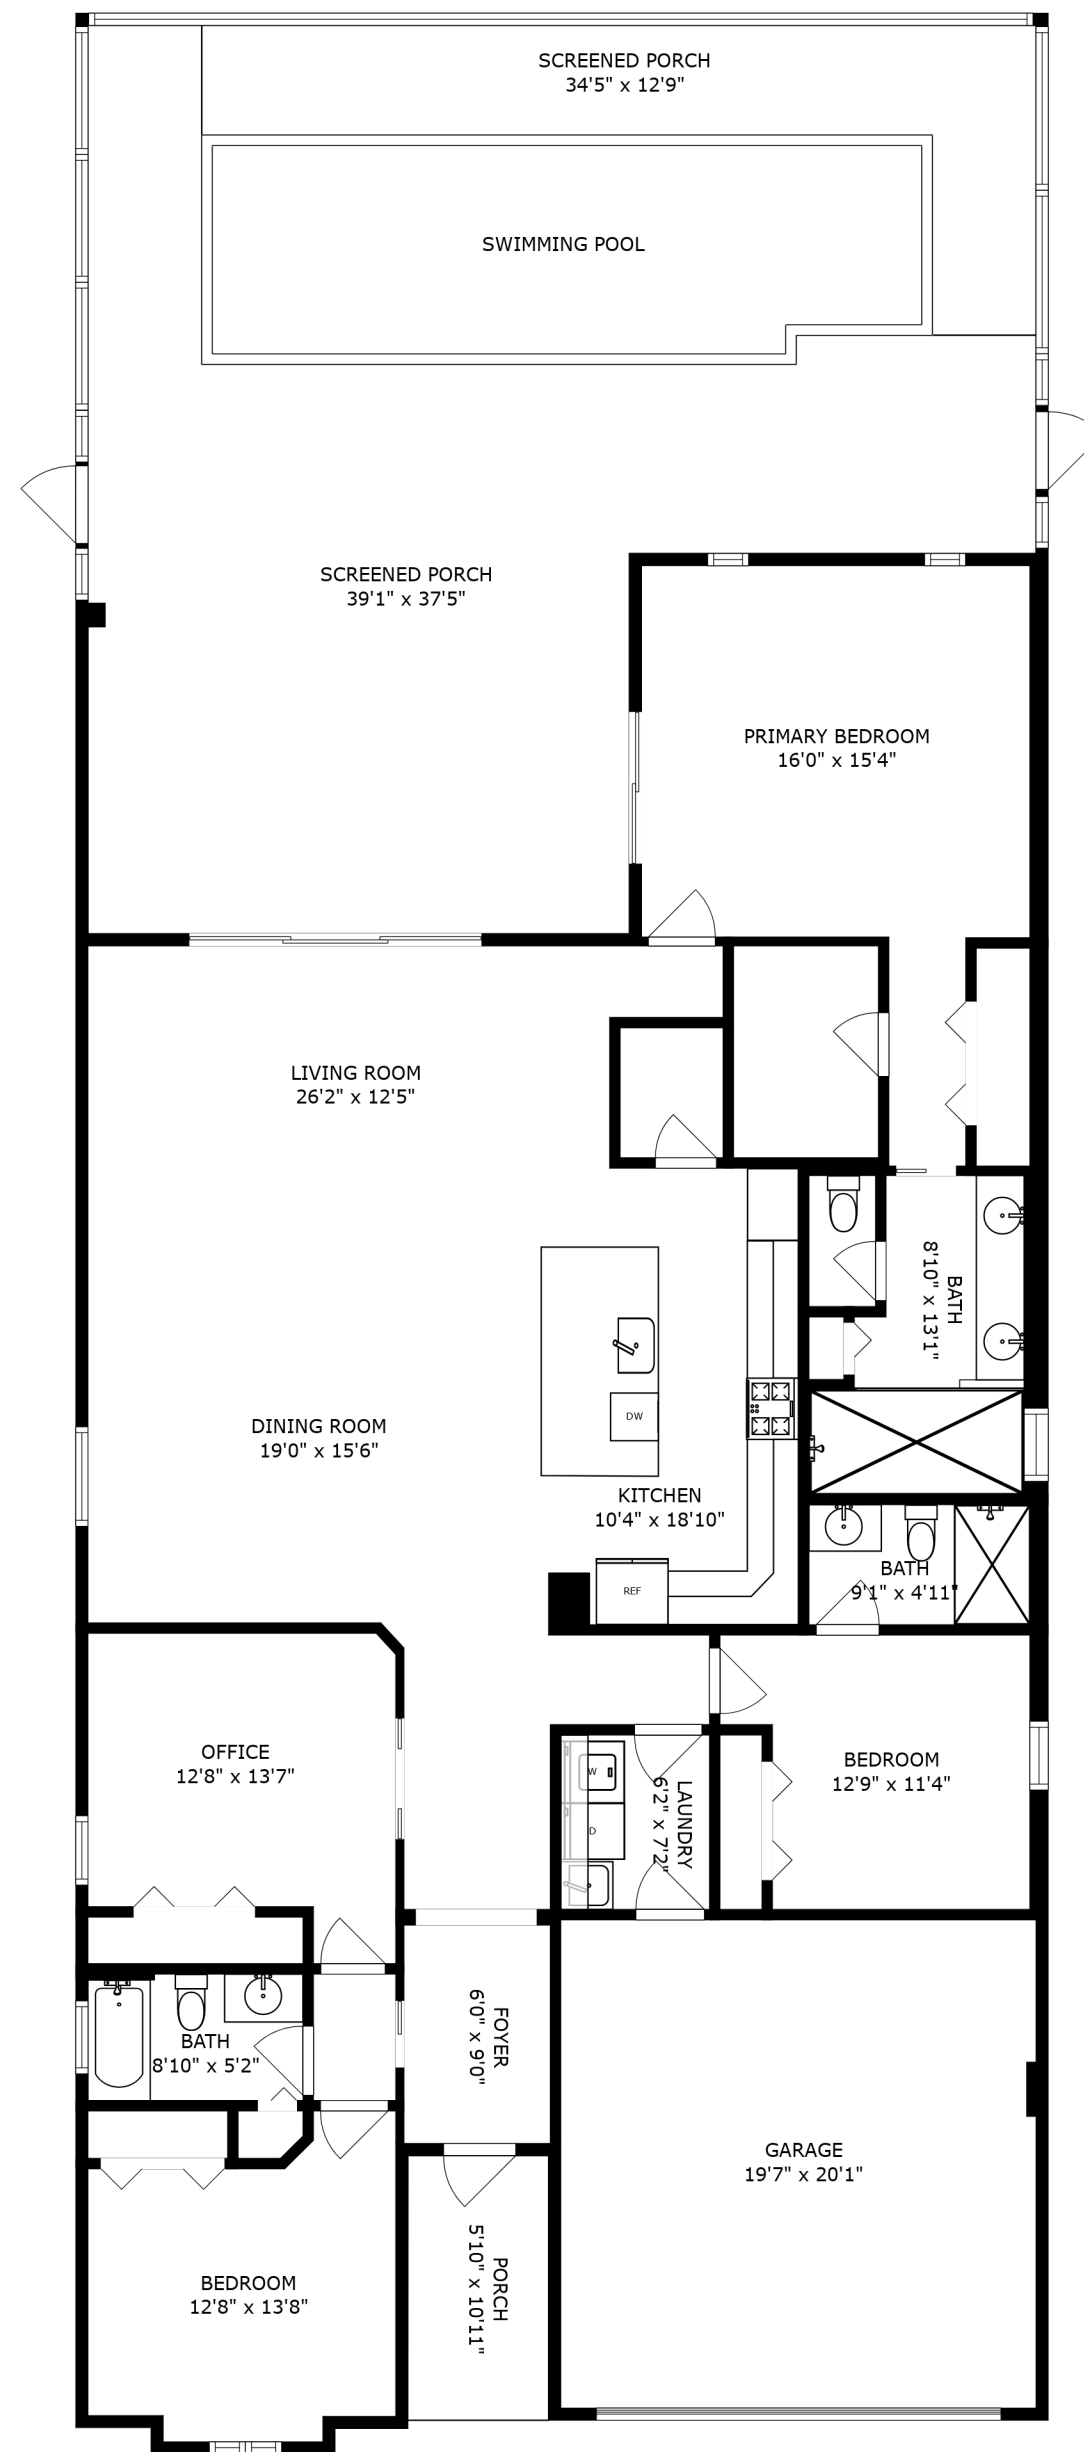 SCREENED PORCH
34'5" x 12'9"
SWIMMING POOL
SCREENED PORCH
39'1" x 37'5"
PRIMARY BEDROOM
16'0" x 15'4"
LIVING ROOM
26'2" x 12'5"
BATH
8'10" x 13'1"
DINING ROOM
19'0" x 15'6"
DW
KITCHEN
10'4" x 18'10"
REF
BATH
9'1" x 4'11"
OFFICE
12'8" x 13'7"
W
D
LAUNDRY
6'2" x 7'2"
BEDROOM
12'9" x 11'4"
BATH
8'10" x 5'2"
FOYER
6'0" x 9'0"
GARAGE
19'7" x 20'1"
BEDROOM
12'8" x 13'8"
PORCH
5'10" x 10'11"